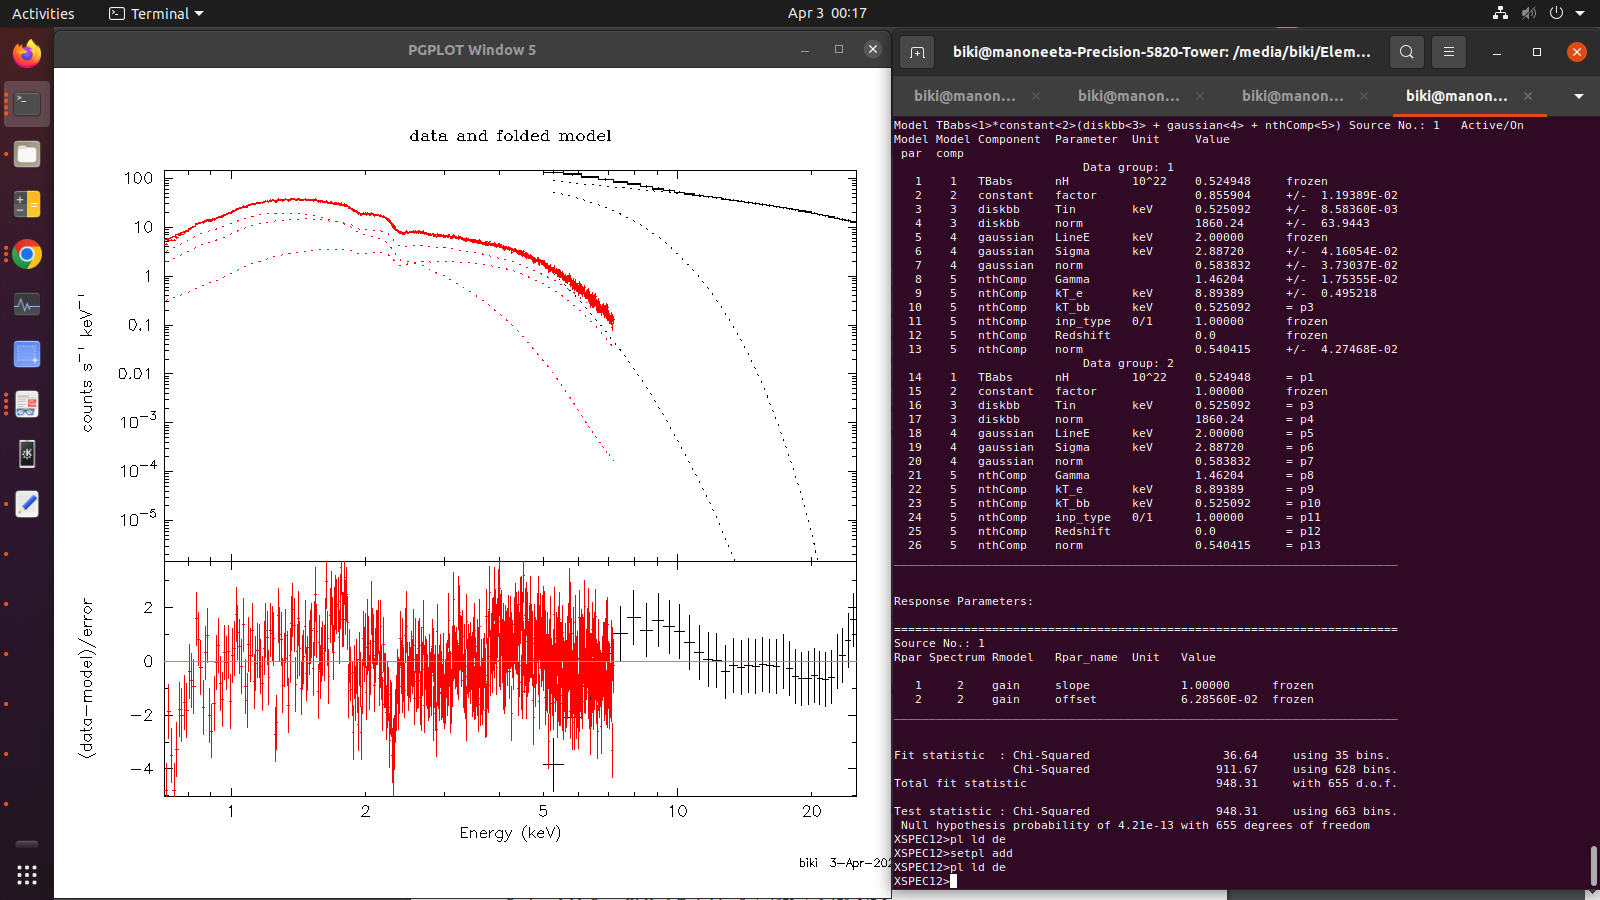 Activities
Terminal
Apr 3 00:17
PGPLOT Window 5
data and folded model
100
10
1
0.1
0.01
10⁻³
10⁻⁴
10⁻⁵
counts s⁻¹ keV⁻¹
2
0
−2
−4
(data−model)/error
1
2
5
10
20
Energy (keV)
biki 3-Apr-202
biki@manoneeta-Precision-5820-Tower: /media/biki/Elem...
biki@manon...
biki@manon...
biki@manon...
biki@manon...
Model TBabs<1>*constant<2>(diskbb<3> + gaussian<4> + nthComp<5>) Source No.: 1 Active/On
Model Model Component Parameter Unit Value
par comp
Data group: 1
1 1 TBabs nH 10^22 0.524948 frozen
2 2 constant factor 0.855904 +/- 1.19389E-02
3 3 diskbb Tin keV 0.525092 +/- 8.58360E-03
4 3 diskbb norm 1860.24 +/- 63.9443
5 4 gaussian LineE keV 2.00000 frozen
6 4 gaussian Sigma keV 2.88720 +/- 4.16054E-02
7 4 gaussian norm 0.583832 +/- 3.73037E-02
8 5 nthComp Gamma 1.46204 +/- 1.75355E-02
9 5 nthComp kT_e keV 8.89389 +/- 0.495218
10 5 nthComp kT_bb keV 0.525092 = p3
11 5 nthComp inp_type 0/1 1.00000 frozen
12 5 nthComp Redshift 0.0 frozen
13 5 nthComp norm 0.540415 +/- 4.27468E-02
Data group: 2
14 1 TBabs nH 10^22 0.524948 = p1
15 2 constant factor 1.00000 frozen
16 3 diskbb Tin keV 0.525092 = p3
17 3 diskbb norm 1860.24 = p4
18 4 gaussian LineE keV 2.00000 = p5
19 4 gaussian Sigma keV 2.88720 = p6
20 4 gaussian norm 0.583832 = p7
21 5 nthComp Gamma 1.46204 = p8
22 5 nthComp kT_e keV 8.89389 = p9
23 5 nthComp kT_bb keV 0.525092 = p10
24 5 nthComp inp_type 0/1 1.00000 = p11
25 5 nthComp Redshift 0.0 = p12
26 5 nthComp norm 0.540415 = p13
Response Parameters:
Source No.: 1
Rpar Spectrum Rmodel Rpar_name Unit Value
1 2 gain slope 1.00000 frozen
2 2 gain offset 6.28560E-02 frozen
Fit statistic : Chi-Squared 36.64 using 35 bins.
Chi-Squared 911.67 using 628 bins.
Total fit statistic 948.31 with 655 d.o.f.
Test statistic : Chi-Squared 948.31 using 663 bins.
Null hypothesis probability of 4.21e-13 with 655 degrees of freedom
XSPEC12>pl ld de
XSPEC12>setpl add
XSPEC12>pl ld de
XSPEC12>